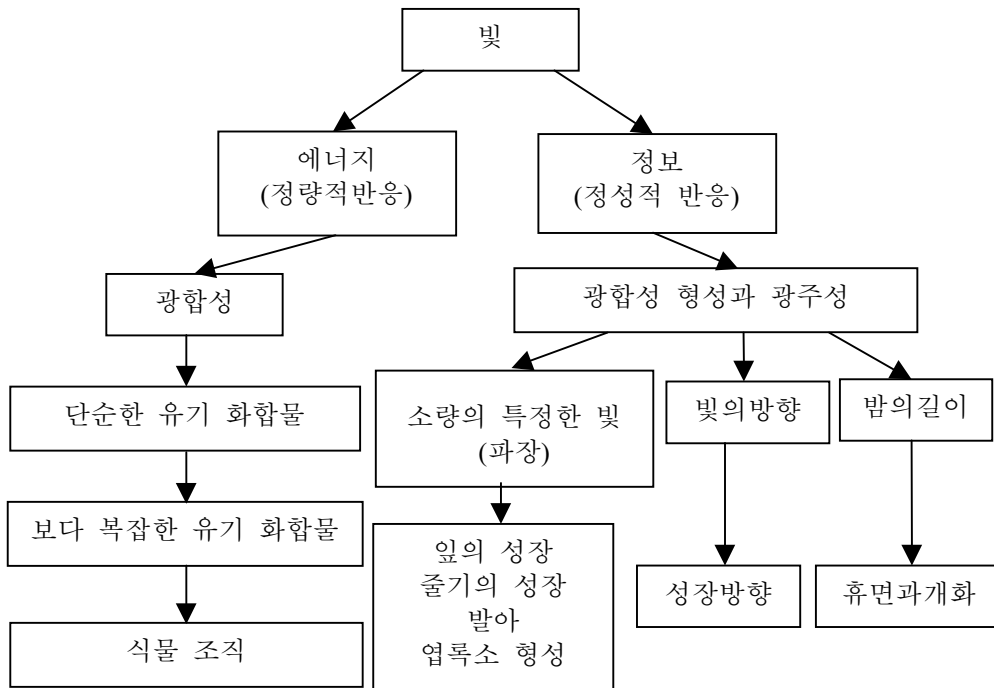 빛
에너지
(정량적반응)
정보
(정성적 반응)
광합성
광합성 형성과 광주성
단순한 유기 화합물
소량의 특정한 빛
(파장)
빛의방향
밤의길이
보다 복잡한 유기 화합물
잎의 성장
줄기의 성장
발아
엽록소 형성
성장방향
휴면과개화
식물 조직